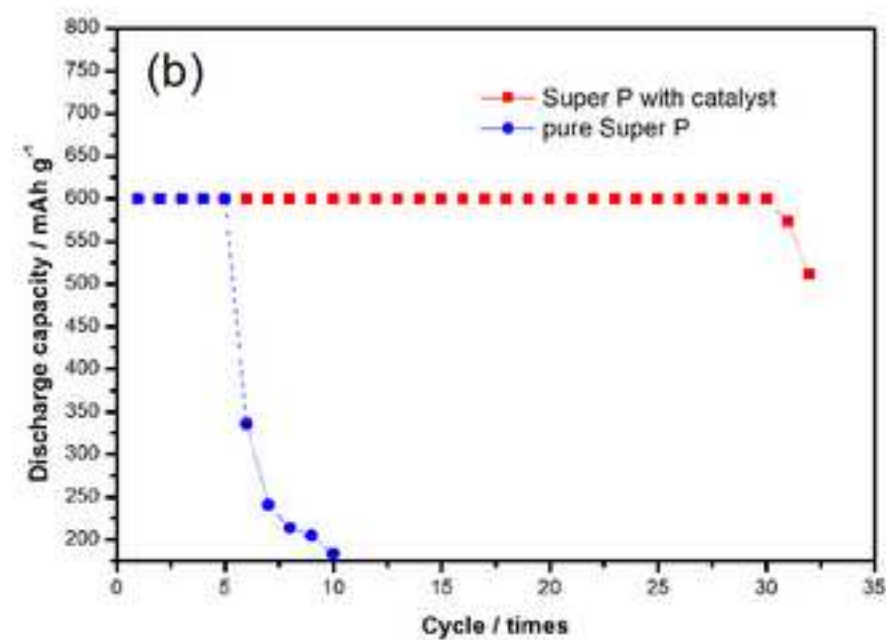 (b)
Super P with catalyst
pure Super P
Discharge capacity / mAh g⁻¹
800
750
700
650
600
550
500
450
400
350
300
250
200
0 5 10 15 20 25 30 35
Cycle / times